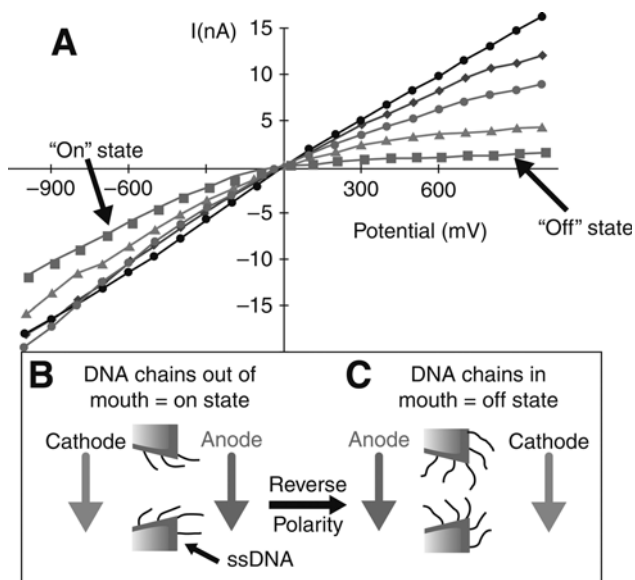 A
I(nA)
15
10
5
"On" state
−900
−600
300
600
−5
Potential (mV)
"Off" state
−10
−15
B
DNA chains out of
mouth = on state
C
DNA chains in
mouth = off state
Cathode
Anode
Reverse
Polarity
Anode
Cathode
ssDNA